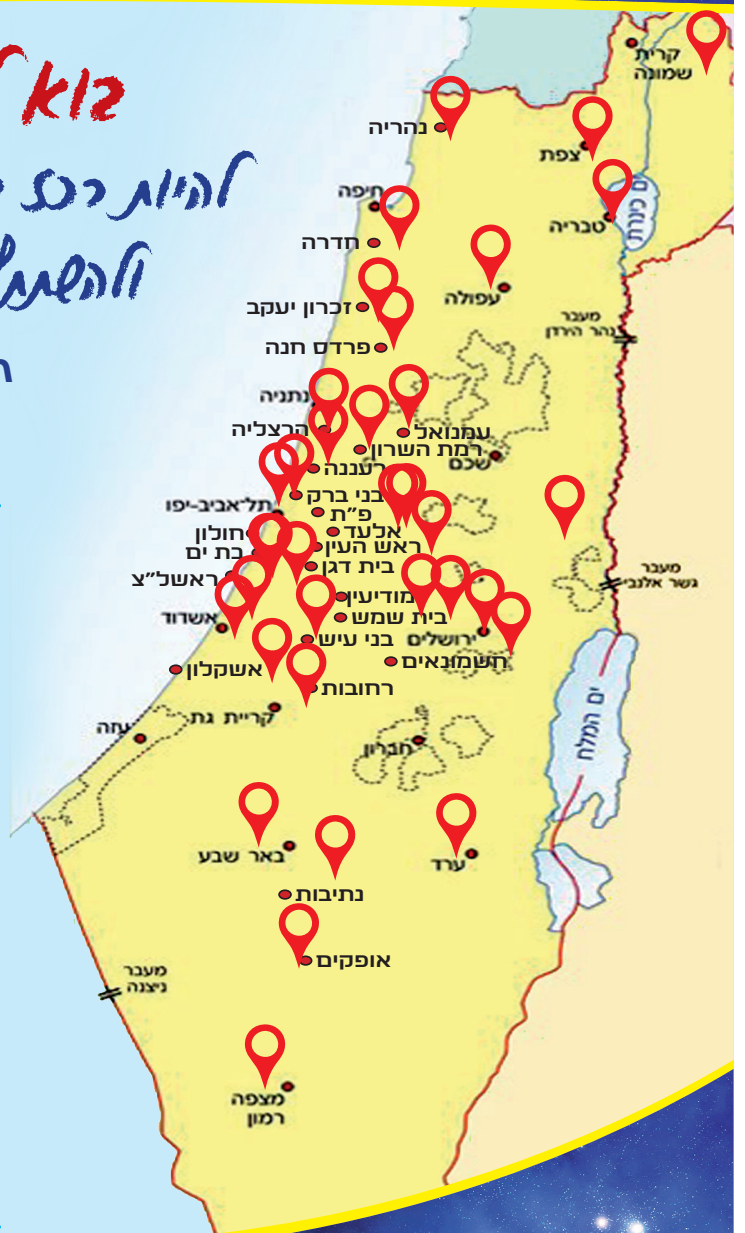 בוא
להיות רכז
ולהשתת
קרית
שמונה
נהריה
צפת
חיפה
טבריה
ים כינרת
חדרה
עפולה
זכרון יעקב
מעבר
נהר הירדן
פרדס חנה
נתניה
הרצליה
עמנואל
רמת השרון
שכם
רעננה
בני ברק
תל־אביב-יפו
פ"ת
אלעד
חולון
ראש העין
בת ים
בית דגן
מעבר
גשר אלנבי
ראשל"צ
מודיעין
בית שמש
אשדוד
בני עיש
ירושלים
חשמונאים
אשקלון
רחובות
קריית גת
עזה
חברון
ים המלח
באר שבע
ערד
נתיבות
אופקים
מעבר
ניצנה
מצפה
רמון